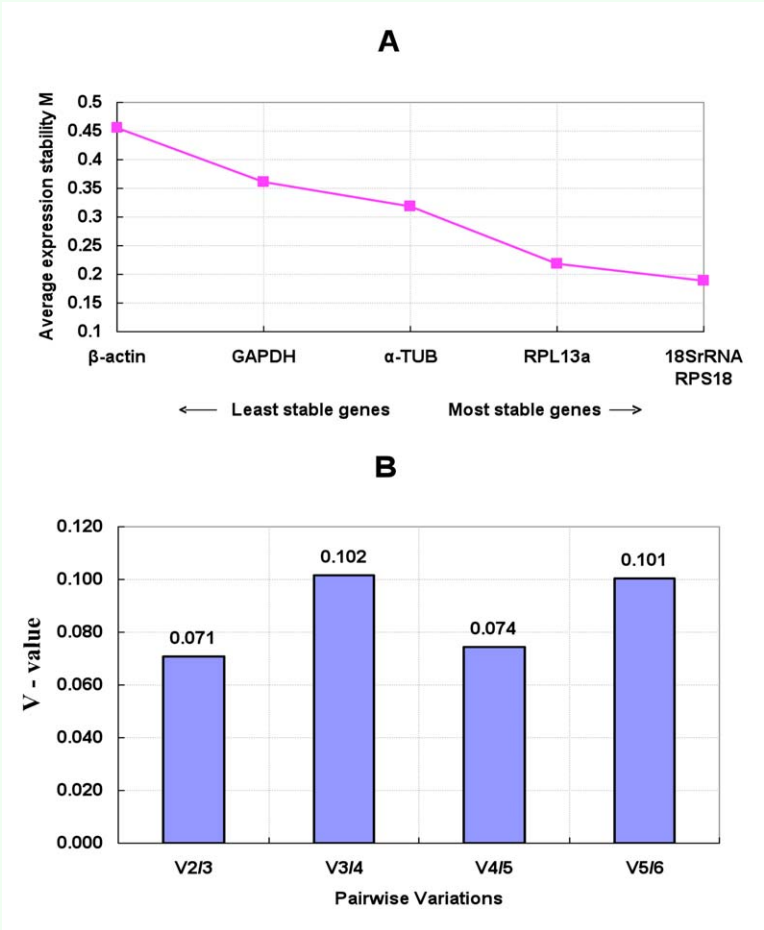 A
Average expression stability M
0.5
0.45
0.4
0.35
0.3
0.25
0.2
0.15
0.1
β-actin GAPDH α-TUB RPL13a 18SrRNA
RPS18
← Least stable genes Most stable genes →
B
V - value
0.120
0.100
0.080
0.060
0.040
0.020
0.000
0.071
0.102
0.074
0.101
V2/3 V3/4 V4/5 V5/6
Pairwise Variations